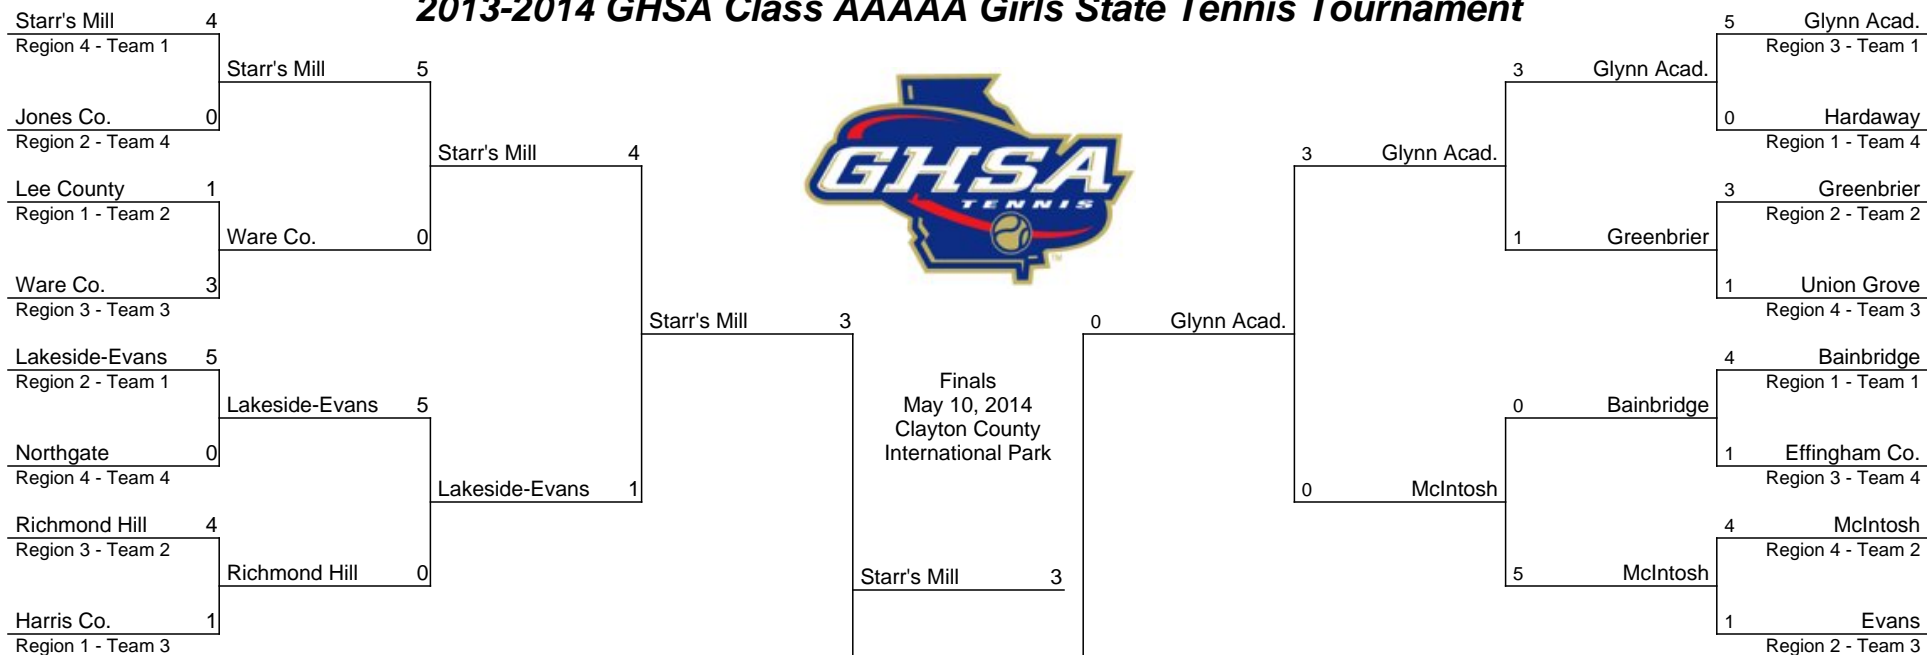 2013-2014 GHSA Class AAAAA Girls State Tennis Tournament
Starr's Mill 4
Region 4 - Team 1
Jones Co. 0
Region 2 - Team 4
Lee County 1
Region 1 - Team 2
Ware Co. 3
Region 3 - Team 3
Lakeside-Evans 5
Region 2 - Team 1
Northgate 0
Region 4 - Team 4
Richmond Hill 4
Region 3 - Team 2
Harris Co. 1
Region 1 - Team 3
Starr's Mill 5
Ware Co. 0
Lakeside-Evans 5
Richmond Hill 0
Starr's Mill 4
Lakeside-Evans 1
Starr's Mill 3
GHSA
TENNIS
TM
Finals
May 10, 2014
Clayton County
International Park
Starr's Mill 3
0 Glynn Acad.
3 Glynn Acad.
0 McIntosh
3 Glynn Acad.
1 Greenbrier
0 Bainbridge
5 McIntosh
5 Glynn Acad.
Region 3 - Team 1
0 Hardaway
Region 1 - Team 4
3 Greenbrier
Region 2 - Team 2
1 Union Grove
Region 4 - Team 3
4 Bainbridge
Region 1 - Team 1
1 Effingham Co.
Region 3 - Team 4
4 McIntosh
Region 4 - Team 2
1 Evans
Region 2 - Team 3